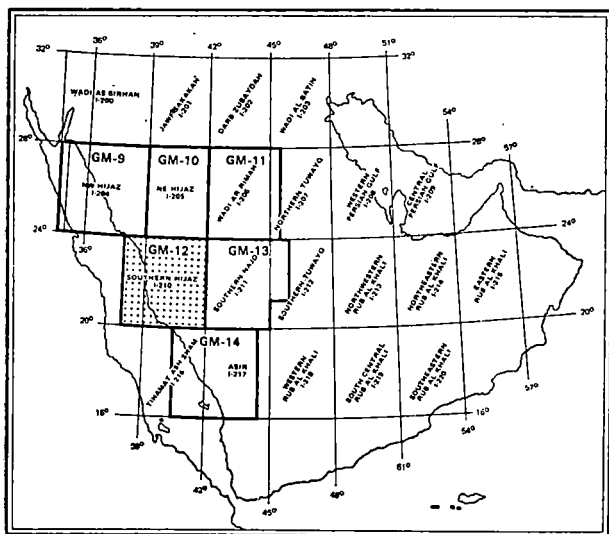 32°
36°
39°
42°
48°
51°
32°
WADI AS SIRHAN
I-200
JAWF-SAKAKAH
I-201
DARB ZUBAYDAH
I-202
WADI AL BATIN
I-203
54°
28°
28°
57°
GM-9
GM-10
GM-11
NW HIJAZ
I-204
NE HIJAZ
I-205
WADI AR RIMAH
I-206
NORTHERN TUWAYQ
I-207
WESTERN
PERSIAN GULF
I-208
CENTRAL
PERSIAN GULF
I-209
24°
24°
36°
GM-12
GM-13
SOUTHERN HIJAZ
I-210
SOUTHERN NAJD
I-211
SOUTHERN TUWAYQ
I-212
NORTHWESTERN
RUB AL KHALI
I-213
NORTHEASTERN
RUB AL KHALI
I-214
EASTERN
RUB AL KHALI
I-215
20°
20°
GM-14
TIHAMAT ASH SHAM
I-216
ASIR
I-217
WESTERN
RUB AL KHALI
I-218
SOUTH CENTRAL
RUB AL KHALI
I-219
SOUTHEASTERN
RUB AL KHALI
I-220
57°
16°
16°
54°
39°
51°
42°
48°
45°